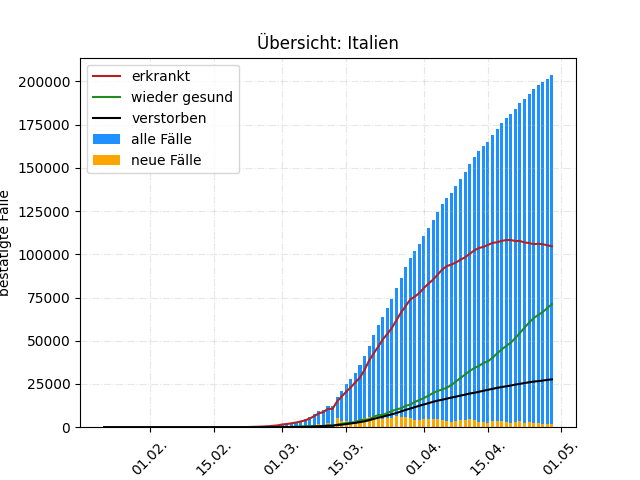 Übersicht: Italien
erkrankt
wieder gesund
verstorben
alle Fälle
neue Fälle
bestätigte Fälle
200000
175000
150000
125000
100000
75000
50000
25000
0
01.02.
15.02.
01.03.
15.03.
01.04.
15.04.
01.05.